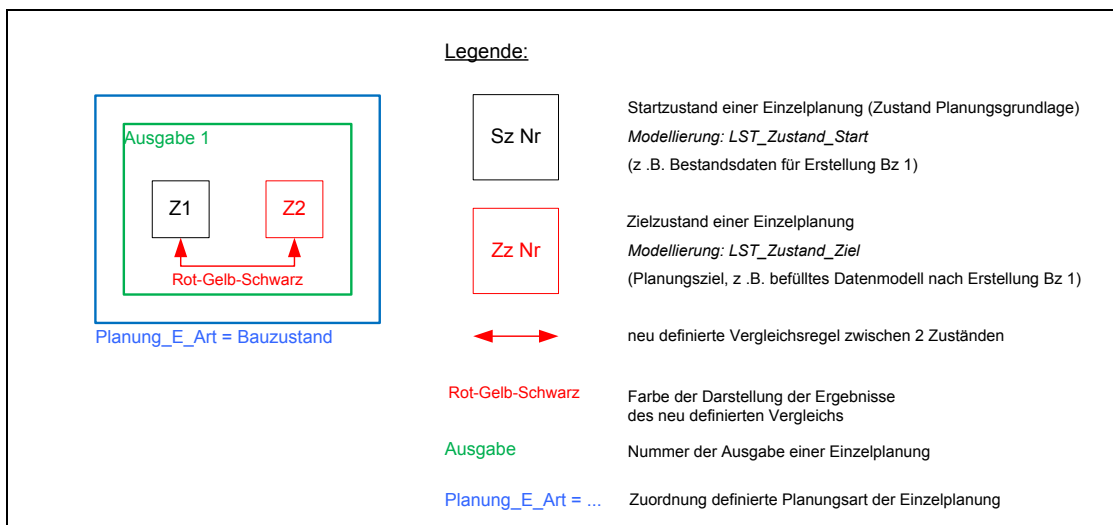 Legende:
Ausgabe 1
Z1
Z2
Rot-Gelb-Schwarz
Planung_E_Art = Bauzustand
Sz Nr
Startzustand einer Einzelplanung (Zustand Planungsgrundlage)
Modellierung: LST_Zustand_Start
(z .B. Bestandsdaten für Erstellung Bz 1)
Zz Nr
Zielzustand einer Einzelplanung
Modellierung: LST_Zustand_Ziel
(Planungsziel, z .B. befülltes Datenmodell nach Erstellung Bz 1)
neu definierte Vergleichsregel zwischen 2 Zuständen
Rot-Gelb-Schwarz
Farbe der Darstellung der Ergebnisse
des neu definierten Vergleichs
Ausgabe
Nummer der Ausgabe einer Einzelplanung
Planung_E_Art = ...
Zuordnung definierte Planungsart der Einzelplanung